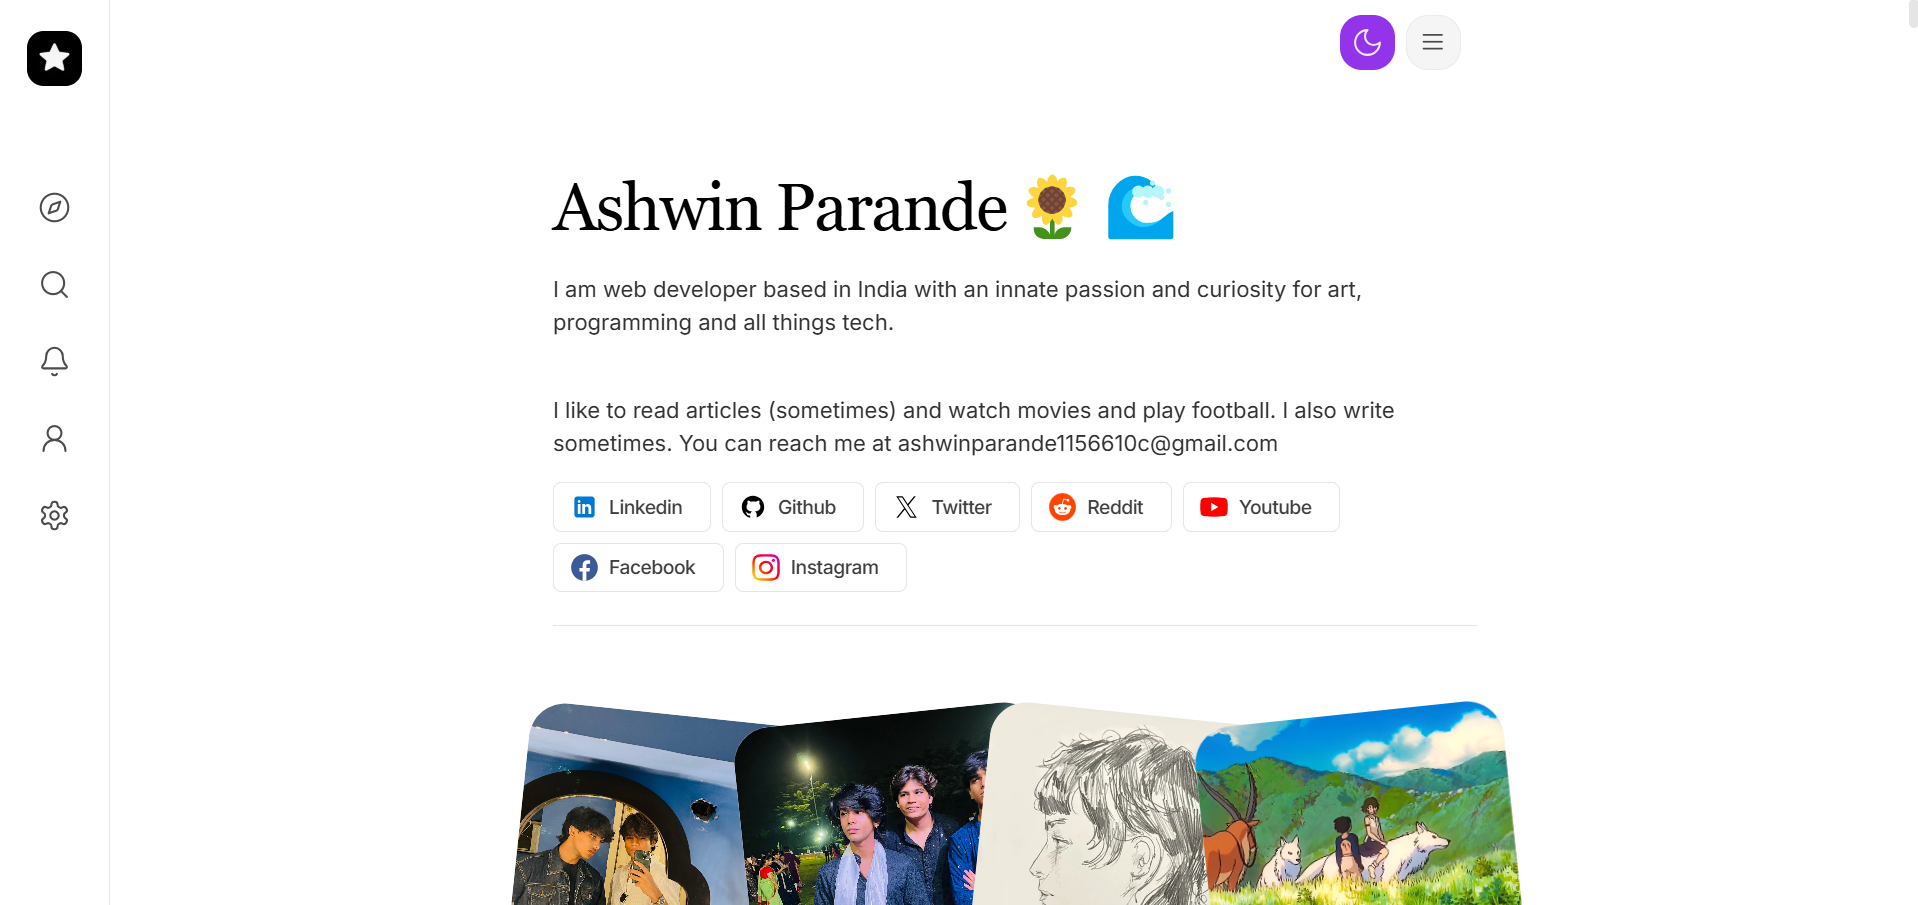 Ashwin Parande 🌻 🌊
I am web developer based in India with an innate passion and curiosity for art,
programming and all things tech.
I like to read articles (sometimes) and watch movies and play football. I also write
sometimes. You can reach me at ashwinparande1156610c@gmail.com
Linkedin
Github
Twitter
Reddit
Youtube
Facebook
Instagram